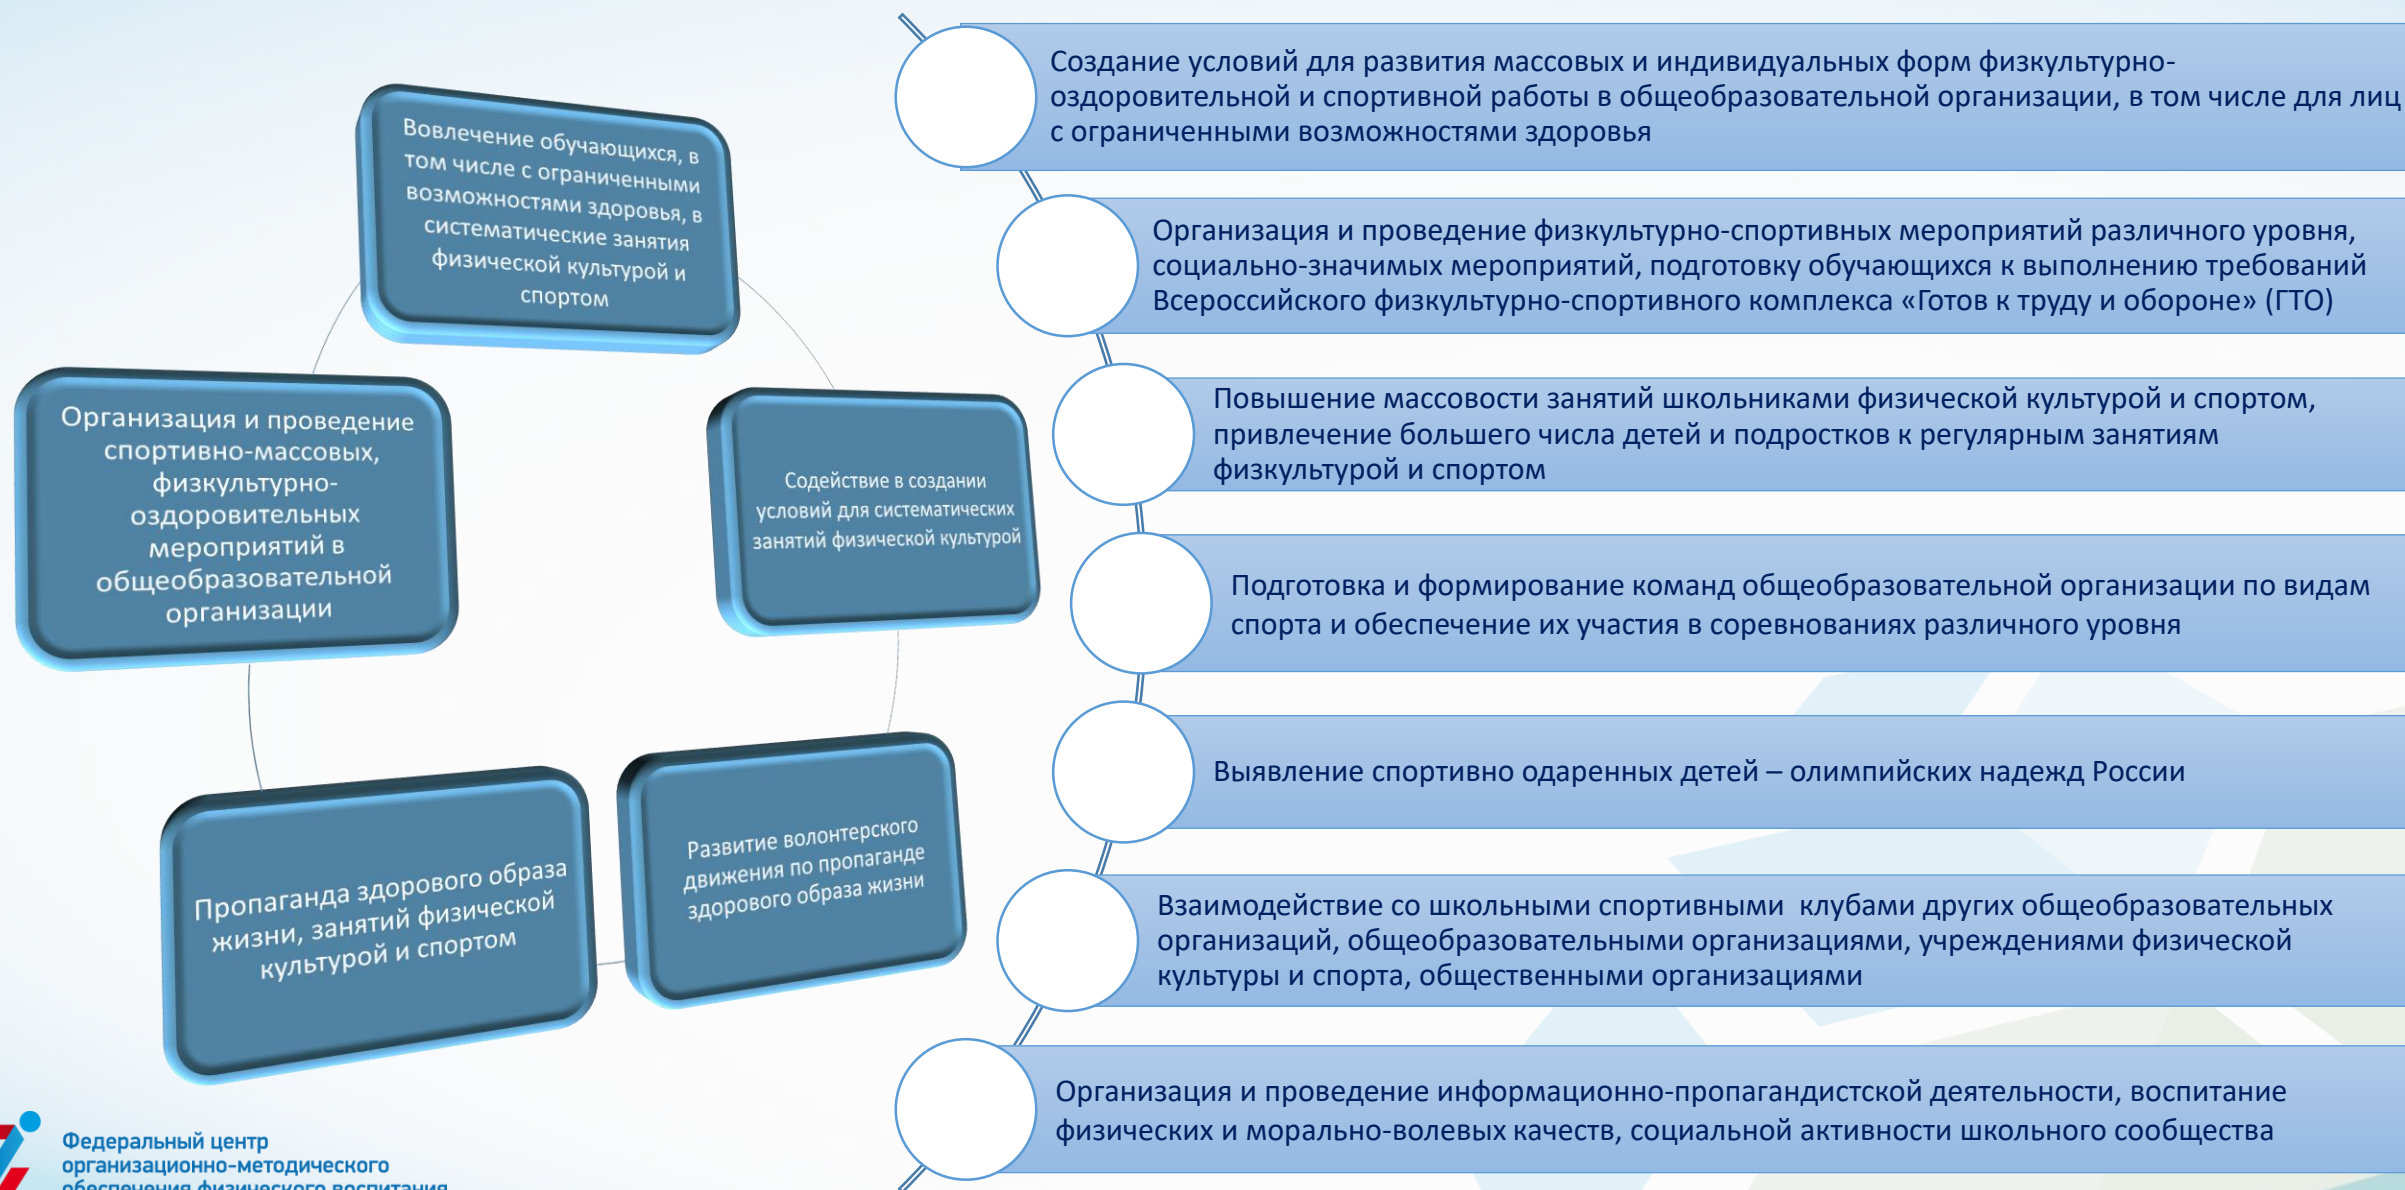 Вовлечение обучающихся, в
том числе с ограниченными
возможностями здоровья, в
систематические занятия
физической культурой и
спортом
Содействие в создании
условий для систематических
занятий физической культурой
Развитие волонтерского
движения по пропаганде
здорового образа жизни
Пропаганда здорового образа
жизни, занятий физической
культурой и спортом
Организация и проведение
спортивно-массовых,
физкультурно-
оздоровительных
мероприятий в
общеобразовательной
организации
Создание условий для развития массовых и индивидуальных форм физкультурно-
оздоровительной и спортивной работы в общеобразовательной организации, в том числе для лиц
с ограниченными возможностями здоровья
Организация и проведение физкультурно-спортивных мероприятий различного уровня,
социально-значимых мероприятий, подготовку обучающихся к выполнению требований
Всероссийского физкультурно-спортивного комплекса «Готов к труду и обороне» (ГТО)
Повышение массовости занятий школьниками физической культурой и спортом,
привлечение большего числа детей и подростков к регулярным занятиям
физкультурой и спортом
Подготовка и формирование команд общеобразовательной организации по видам
спорта и обеспечение их участия в соревнованиях различного уровня
Выявление спортивно одаренных детей – олимпийских надежд России
Взаимодействие со школьными спортивными  клубами других общеобразовательных
организаций, общеобразовательными организациями, учреждениями физической
культуры и спорта, общественными организациями
Организация и проведение информационно-пропагандистской деятельности, воспитание
физических и морально-волевых качеств, социальной активности школьного сообщества
Федеральный центр
организационно-методического
обеспечения физического воспитания